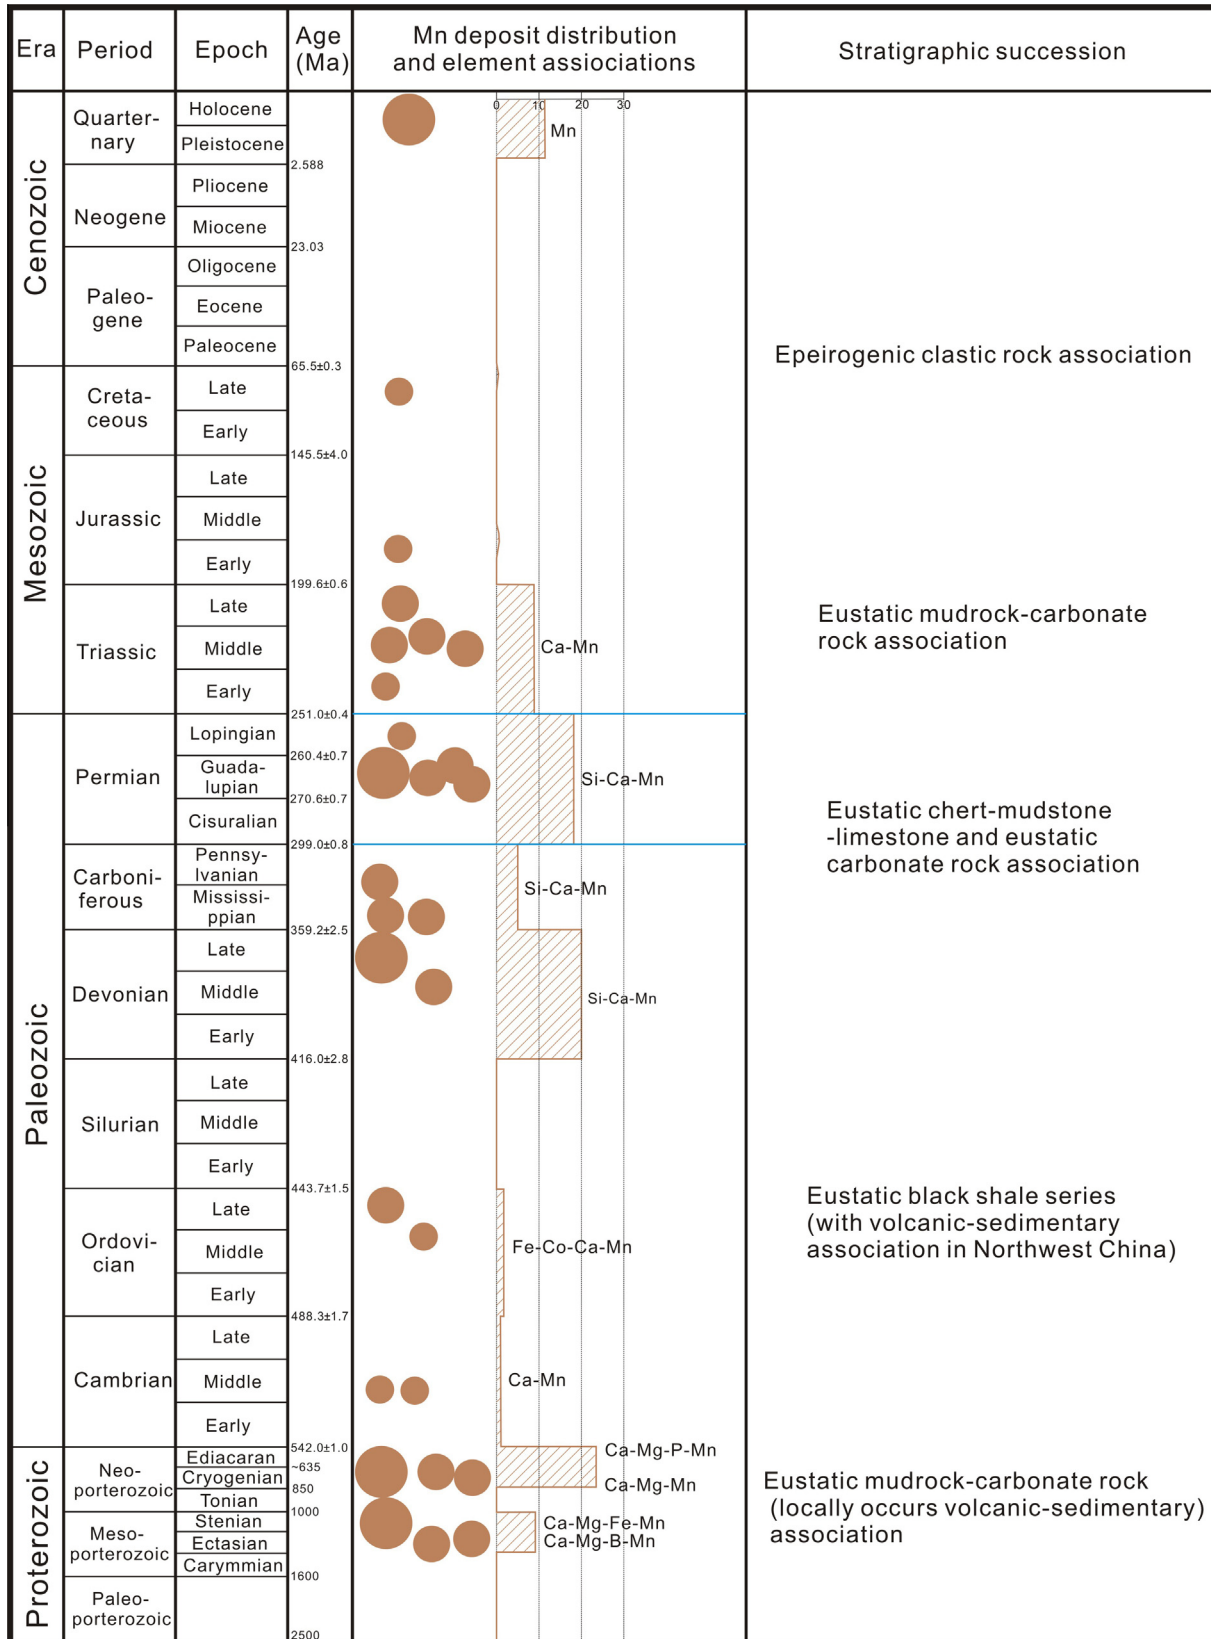 Era
Period
Epoch
Age
(Ma)
Mn deposit distribution
and element assiociations
Stratigraphic succession
0 10 20 30
Cenozoic
Quarter-
nary
Holocene
Pleistocene
Mn
2.588
Neogene
Pliocene
Miocene
23.03
Paleo-
gene
Oligocene
Eocene
Paleocene
65.5±0.3
Epeirogenic clastic rock association
Mesozoic
Creta-
ceous
Late
Early
145.5±4.0
Jurassic
Late
Middle
Early
199.6±0.6
Triassic
Late
Middle
Early
Ca-Mn
251.0±0.4
Eustatic mudrock-carbonate
rock association
Paleozoic
Permian
Lopingian
260.4±0.7
Guada-
lupian
270.6±0.7
Cisuralian
Si-Ca-Mn
299.0±0.8
Eustatic chert-mudstone
-limestone and eustatic
carbonate rock association
Carboni-
ferous
Pennsy-
lvanian
Mississi-
ppian
Si-Ca-Mn
359.2±2.5
Devonian
Late
Middle
Early
Si-Ca-Mn
416.0±2.8
Silurian
Late
Middle
Early
443.7±1.5
Ordovi-
cian
Late
Middle
Early
Fe-Co-Ca-Mn
488.3±1.7
Eustatic black shale series
(with volcanic-sedimentary
association in Northwest China)
Cambrian
Late
Middle
Early
Ca-Mn
542.0±1.0
Proterozoic
Neo-
porterozoic
Ediacaran
~635
Cryogenian
850
Tonian
1000
Ca-Mg-P-Mn
Ca-Mg-Mn
Meso-
porterozoic
Stenian
Ectasian
Carymmian
1600
Ca-Mg-Fe-Mn
Ca-Mg-B-Mn
Eustatic mudrock-carbonate rock
(locally occurs volcanic-sedimentary)
association
Paleo-
porterozoic
2500